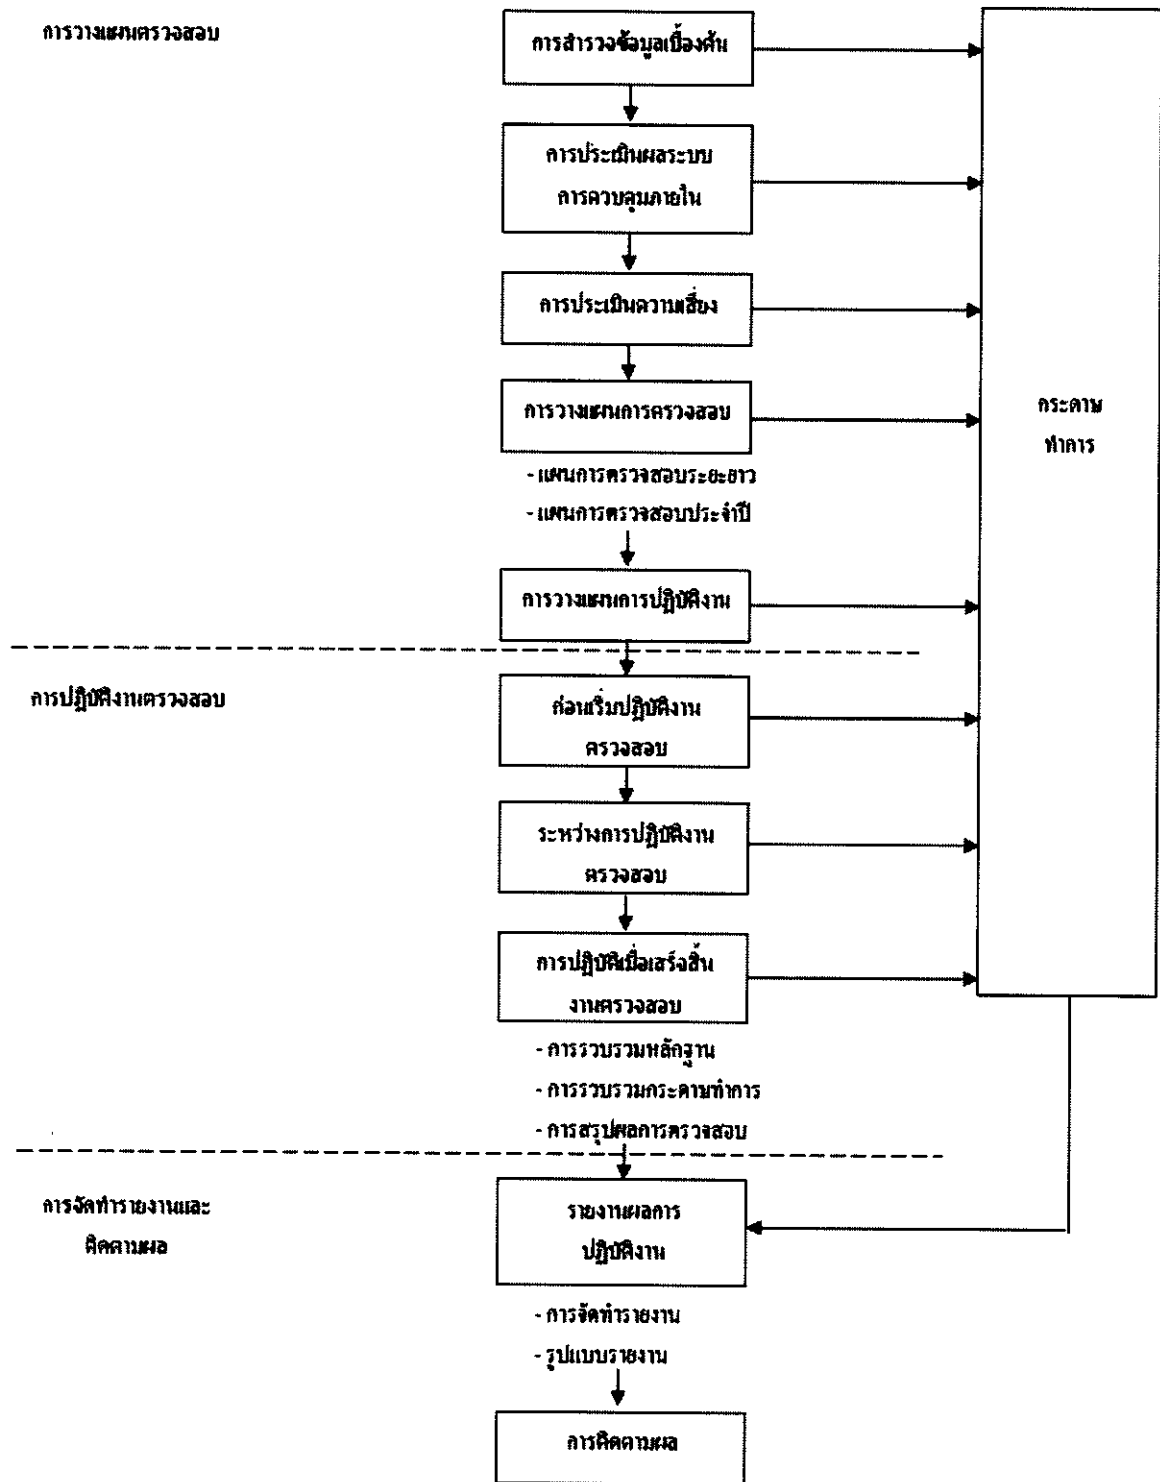 การวางแผนตรวจสอบ
การสำรวจข้อมูลเบื้องต้น
การประเมินผลระบบ
การควบคุมภายใน
การประเมินความเสี่ยง
การวางแผนการตรวจสอบ
- แผนการตรวจสอบระยะยาว
- แผนการตรวจสอบประจำปี
การวางแผนการปฏิบัติงาน
กระดาษ
ทำการ
การปฏิบัติงานตรวจสอบ
ก่อนเริ่มปฏิบัติงาน
ตรวจสอบ
ระหว่างการปฏิบัติงาน
ตรวจสอบ
การปฏิบัติเมื่อเสร็จสิ้น
งานตรวจสอบ
- การรวบรวมหลักฐาน
- การรวบรวมกระดาษทำการ
- การสรุปผลการตรวจสอบ
การจัดทำรายงานและ
ติดตามผล
รายงานผลการ
ปฏิบัติงาน
- การจัดทำรายงาน
- รูปแบบรายงาน
การติดตามผล